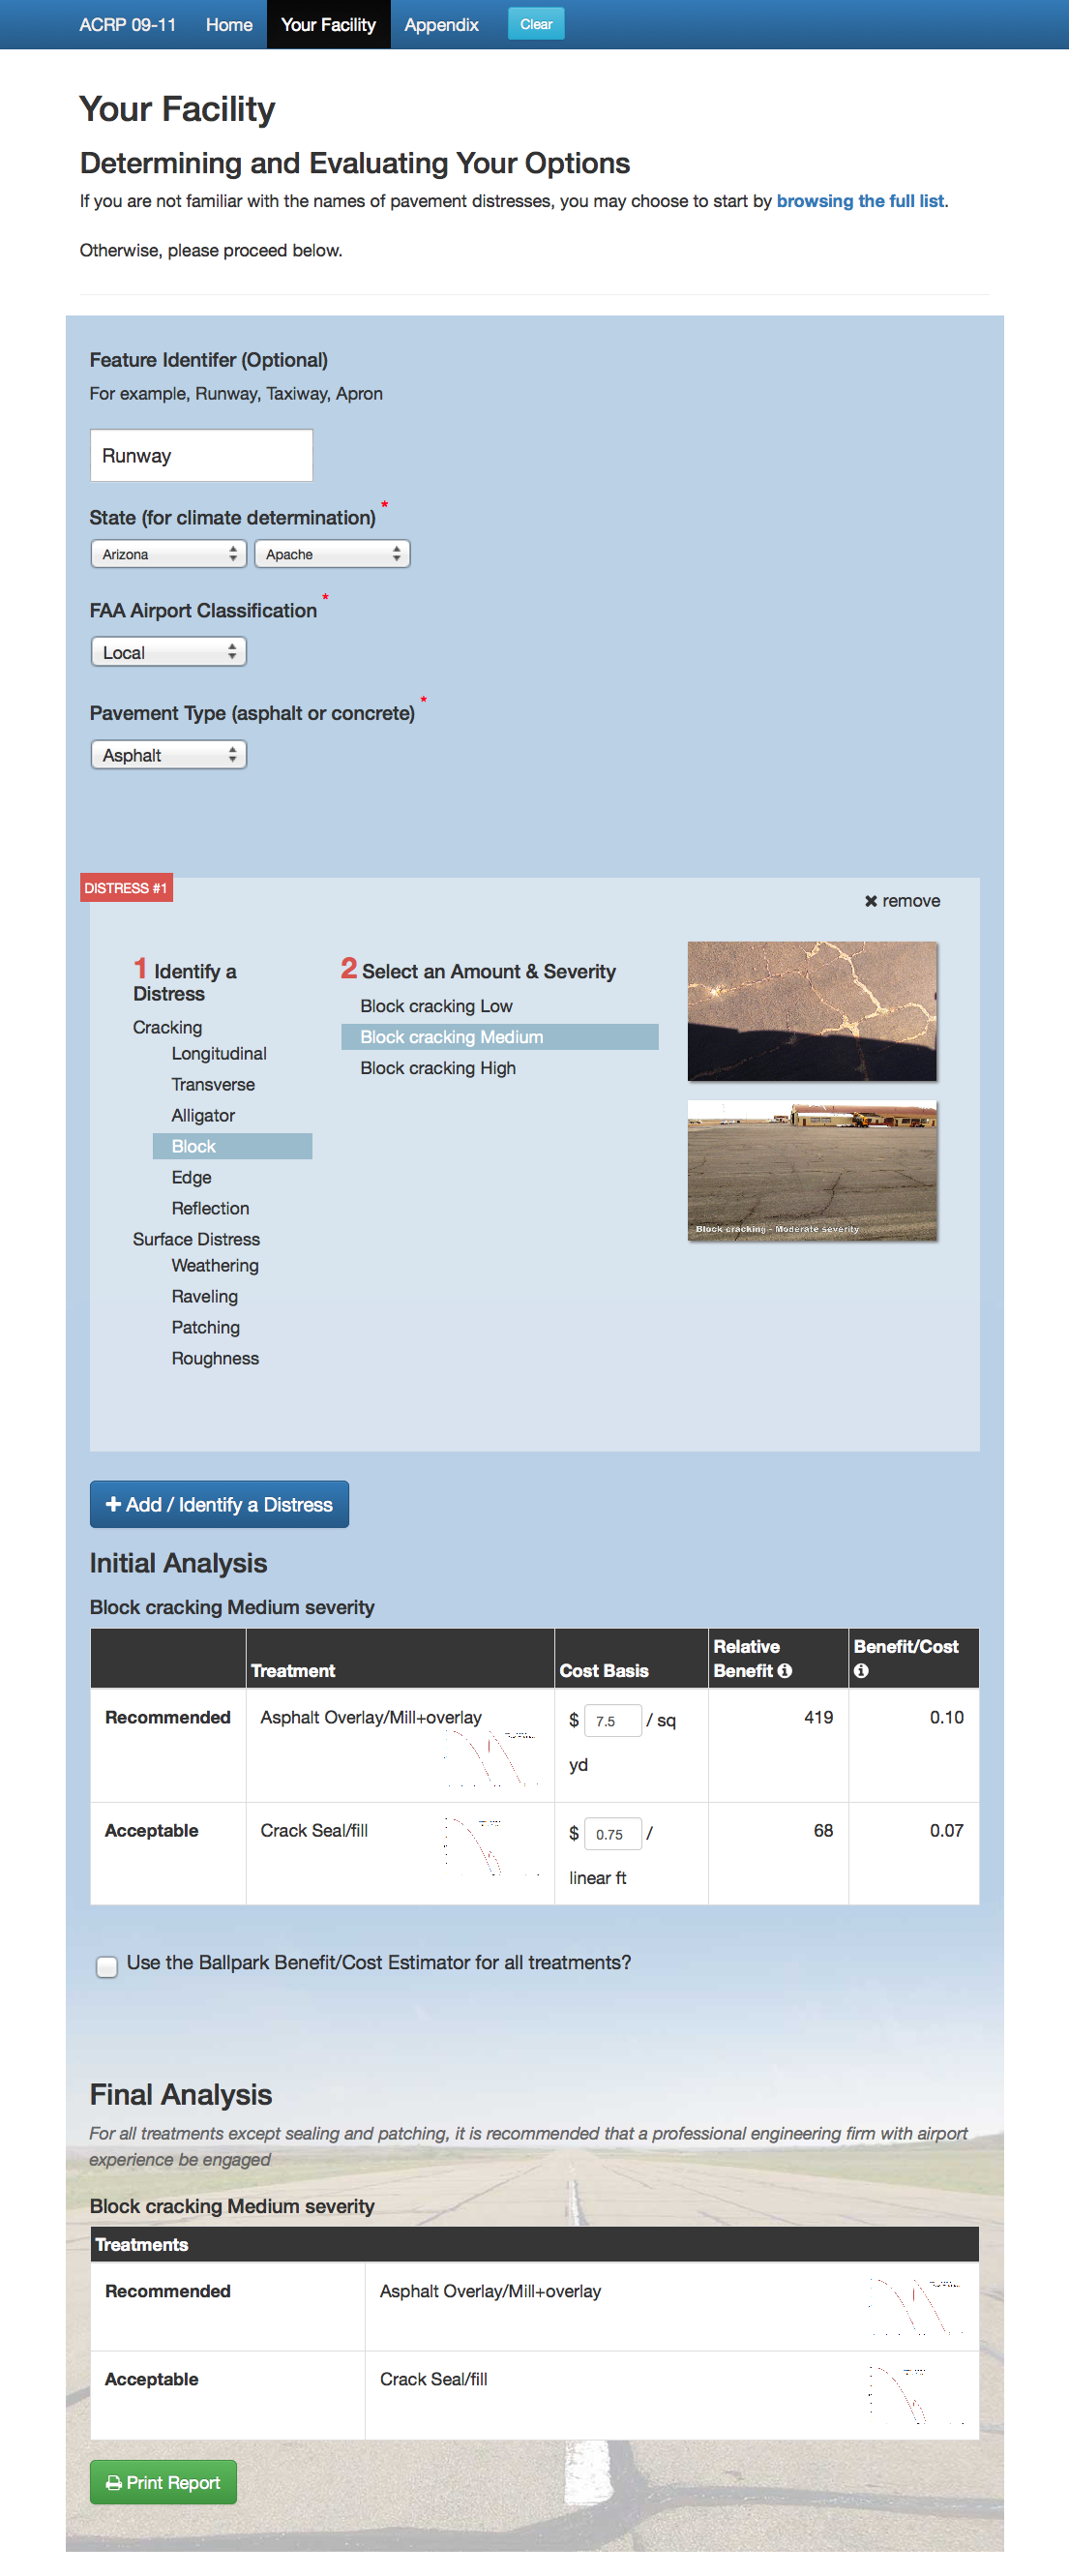 ACRP 09-11 Home Your Facility Appendix Clear
Your Facility
Determining and Evaluating Your Options
If you are not familiar with the names of pavement distresses, you may choose to start by browsing the full list.
Otherwise, please proceed below.
Feature Identifer (Optional)
For example, Runway, Taxiway, Apron
Runway
State (for climate determination) *
Arizona Apache
FAA Airport Classification *
Local
Pavement Type (asphalt or concrete) *
Asphalt
DISTRESS #1
✖ remove
1 Identify a
Distress
Cracking
Longitudinal
Transverse
Alligator
Block
Edge
Reflection
Surface Distress
Weathering
Raveling
Patching
Roughness
2 Select an Amount & Severity
Block cracking Low
Block cracking Medium
Block cracking High
Block cracking - Moderate severity
+ Add / Identify a Distress
Initial Analysis
Block cracking Medium severity
Treatment Cost Basis Relative Benefit Benefit/Cost
Recommended Asphalt Overlay/Mill+overlay $ 7.5 / sq yd 419 0.10
Acceptable Crack Seal/fill $ 0.75 / linear ft 68 0.07
Use the Ballpark Benefit/Cost Estimator for all treatments?
Final Analysis
For all treatments except sealing and patching, it is recommended that a professional engineering firm with airport
experience be engaged
Block cracking Medium severity
Treatments
Recommended Asphalt Overlay/Mill+overlay
Acceptable Crack Seal/fill
Print Report